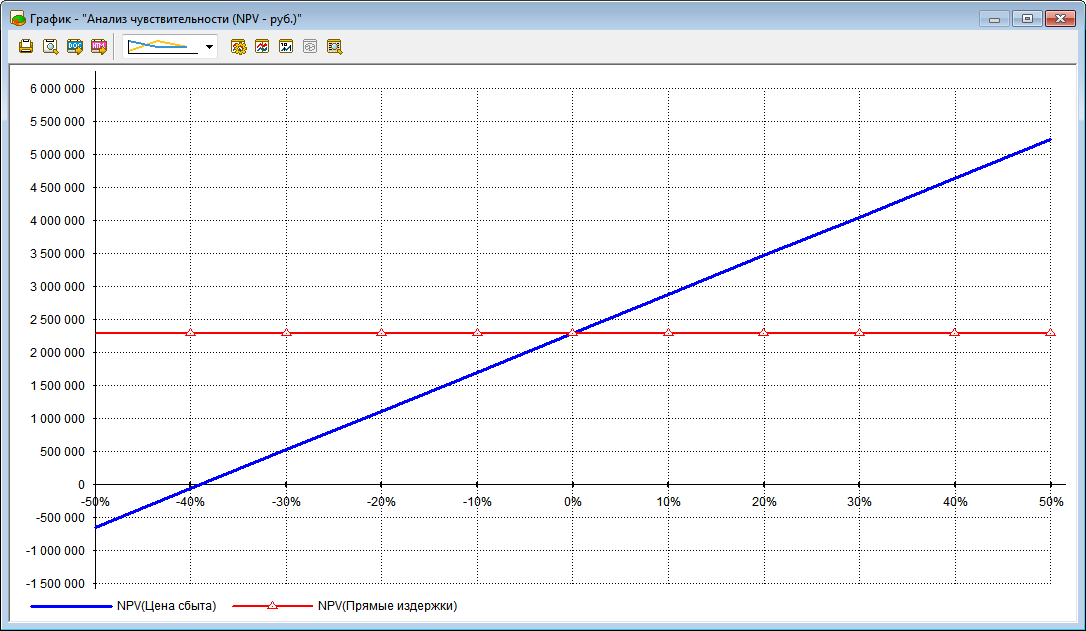 График - "Анализ чувствительности (NPV - руб.)"
DOC HTM
6 000 000
5 500 000
5 000 000
4 500 000
4 000 000
3 500 000
3 000 000
2 500 000
2 000 000
1 500 000
1 000 000
500 000
0
-50% -40% -30% -20% -10% 0% 10% 20% 30% 40% 50%
-500 000
-1 000 000
-1 500 000
NPV(Цена сбыта) NPV(Прямые издержки)